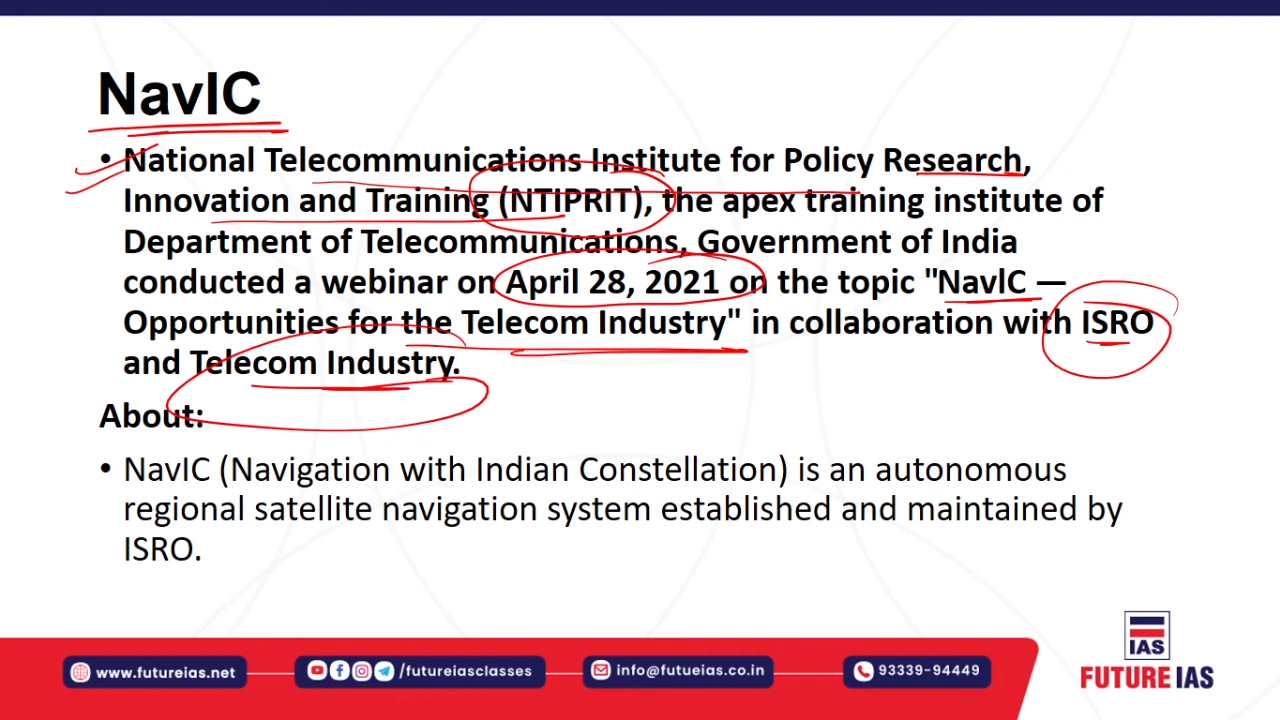 NavIC
• National Telecommunications Institute for Policy Research,
Innovation and Training (NTIPRIT), the apex training institute of
Department of Telecommunications, Government of India
conducted a webinar on April 28, 2021 on the topic "NavlC —
Opportunities for the Telecom Industry" in collaboration with ISRO
and Telecom Industry.
About:
• NavIC (Navigation with Indian Constellation) is an autonomous
regional satellite navigation system established and maintained by
ISRO.
IAS
FUTURE IAS
www.futureias.net
/futureiasclasses
info@futueias.co.in
93339-94449